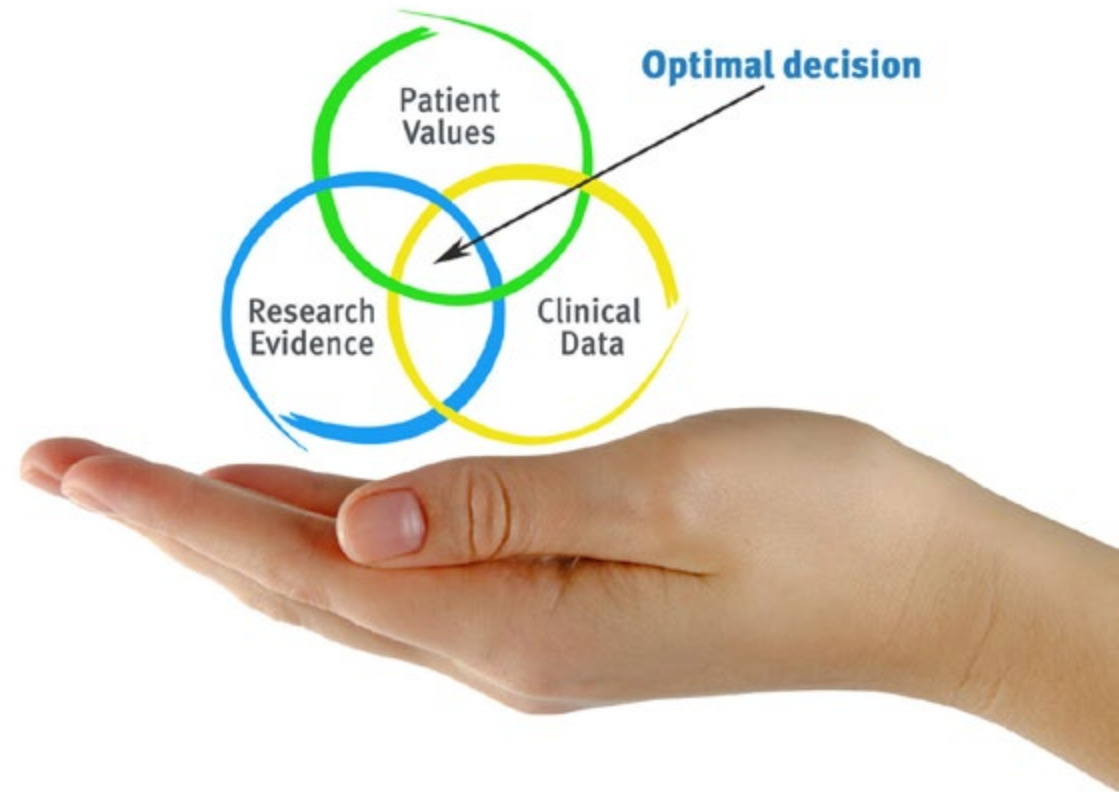 Optimal decision
Patient
Values
Research
Evidence
Clinical
Data